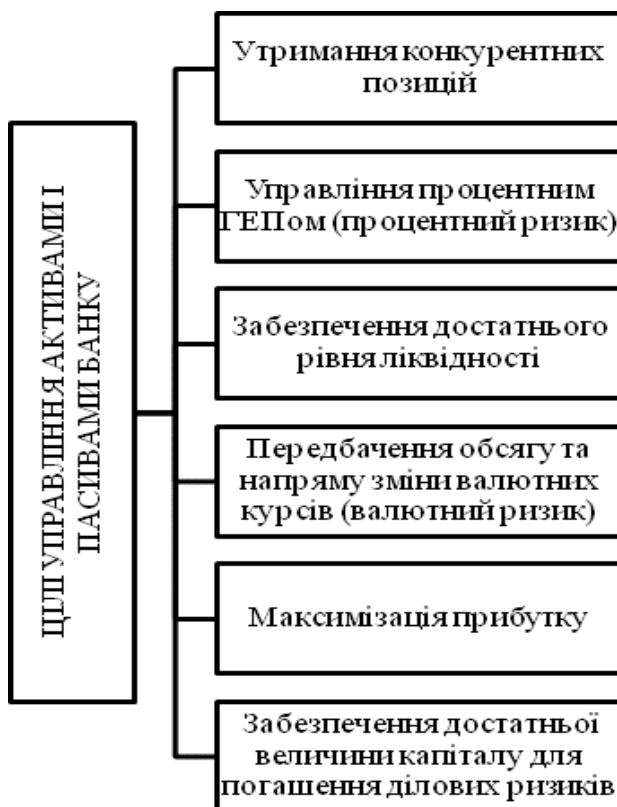 ЦІЛІ УПРАВЛІННЯ АКТИВАМИ І
ПАСИВАМИ БАНКУ
Утримання конкурентних
позицій
Управління процентним
ГЕПом (процентний ризик)
Забезпечення достатнього
рівня ліквідності
Передбачення обсягу та
напряму зміни валютних
курсів (валютний ризик)
Максимізація прибутку
Забезпечення достатньої
величини капіталу для
погашення ділових ризиків